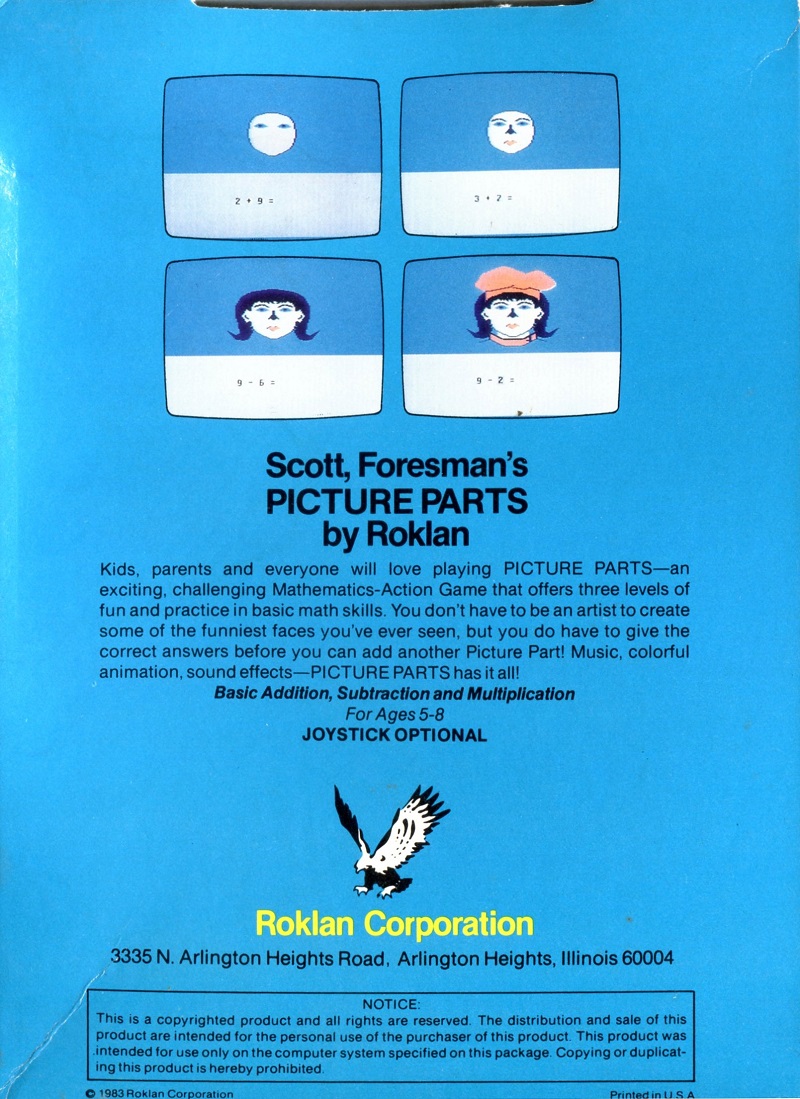 2 + 9 =
3 + 2 =
9 - 6 =
9 - 2 =
Scott, Foresman's
PICTURE PARTS
by Roklan
Kids, parents and everyone will love playing PICTURE PARTS—an
exciting, challenging Mathematics-Action Game that offers three levels of
fun and practice in basic math skills. You don't have to be an artist to create
some of the funniest faces you've ever seen, but you do have to give the
correct answers before you can add another Picture Part! Music, colorful
animation, sound effects—PICTURE PARTS has it all!
Basic Addition, Subtraction and Multiplication
For Ages 5-8
JOYSTICK OPTIONAL
Roklan Corporation
3335 N. Arlington Heights Road, Arlington Heights, Illinois 60004
NOTICE:
This is a copyrighted product and all rights are reserved. The distribution and sale of this
product are intended for the personal use of the purchaser of this product. This product was
intended for use only on the computer system specified on this package. Copying or duplicat-
ing this product is hereby prohibited.
© 1983 Roklan Corporation
Printed in U.S.A.